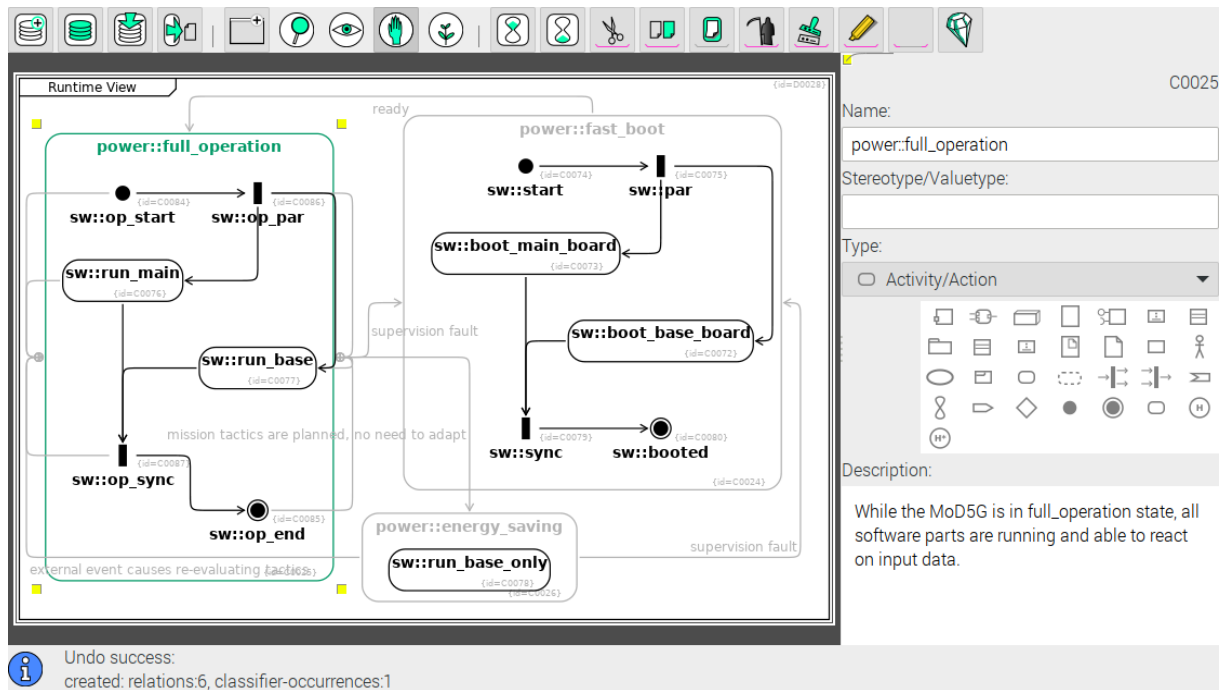 Runtime View
{id=D0028}
ready
power::full_operation
power::fast_boot
{id=C0074}
{id=C0075}
sw::start
sw::par
{id=C0084}
{id=C0086}
sw::op_start
sw::op_par
sw::boot_main_board
{id=C0073}
sw::run_main
{id=C0076}
supervision fault
sw::boot_base_board
{id=C0072}
sw::run_base
{id=C0077}
mission tactics are planned, no need to adapt
{id=C0079}
{id=C0080}
sw::sync
sw::booted
{id=C0087}
sw::op_sync
{id=C0024}
{id=C0085}
sw::op_end
power::energy_saving
supervision fault
sw::run_base_only
{id=C0078}
{id=C0026}
external event causes re-evaluating tactics
{id=C0025}
C0025
Name:
power::full_operation
Stereotype/Valuetype:
Type:
Activity/Action
H
H*
Description:
While the MoD5G is in full_operation state, all
software parts are running and able to react
on input data.
Undo success:
created: relations:6, classifier-occurrences:1